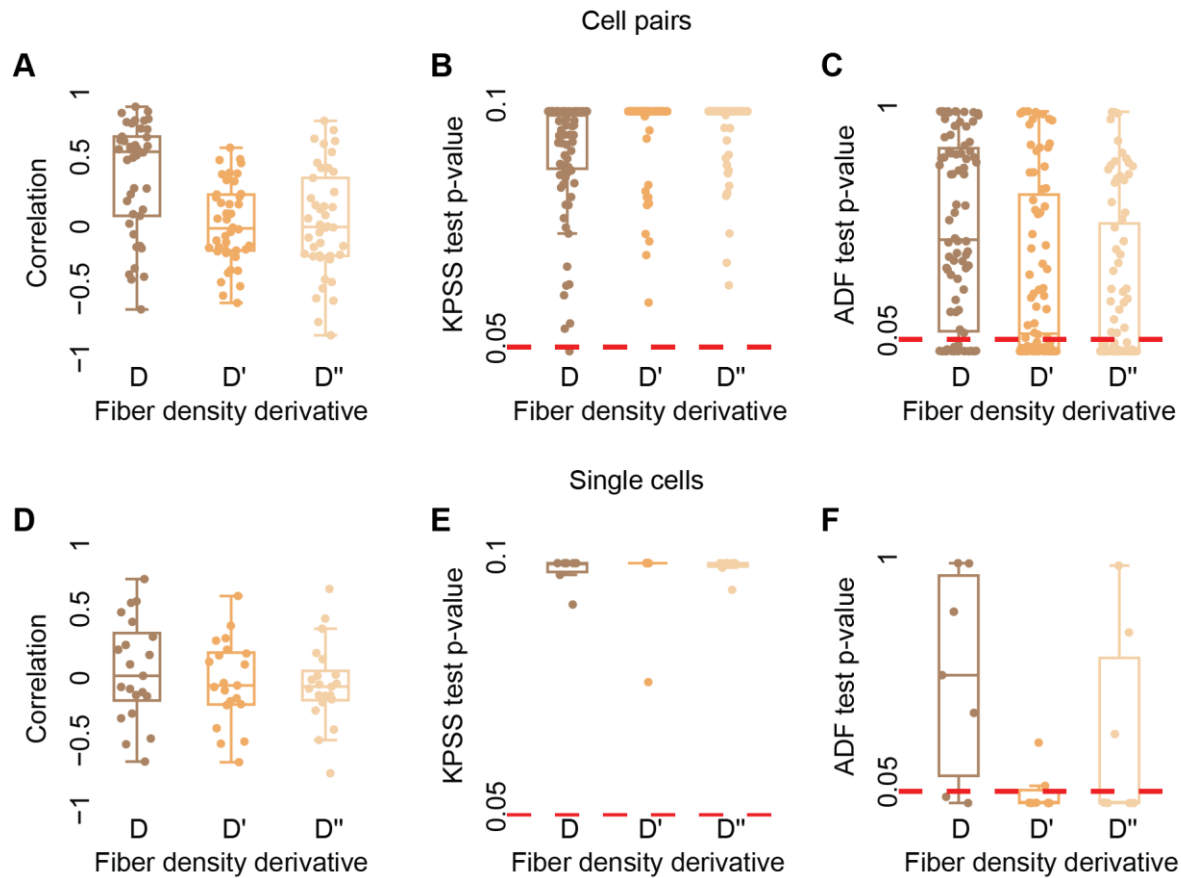 Cell pairs
A
Correlation
1
0.5
0
−0.5
−1
D
D'
D"
Fiber density derivative
B
KPSS test p-value
0.1
0.05
D
D'
D"
Fiber density derivative
C
ADF test p-value
1
0.05
D
D'
D"
Fiber density derivative
Single cells
D
Correlation
1
0.5
0
−0.5
−1
D
D'
D"
Fiber density derivative
E
KPSS test p-value
0.1
0.05
D
D'
D"
Fiber density derivative
F
ADF test p-value
1
0.05
D
D'
D"
Fiber density derivative